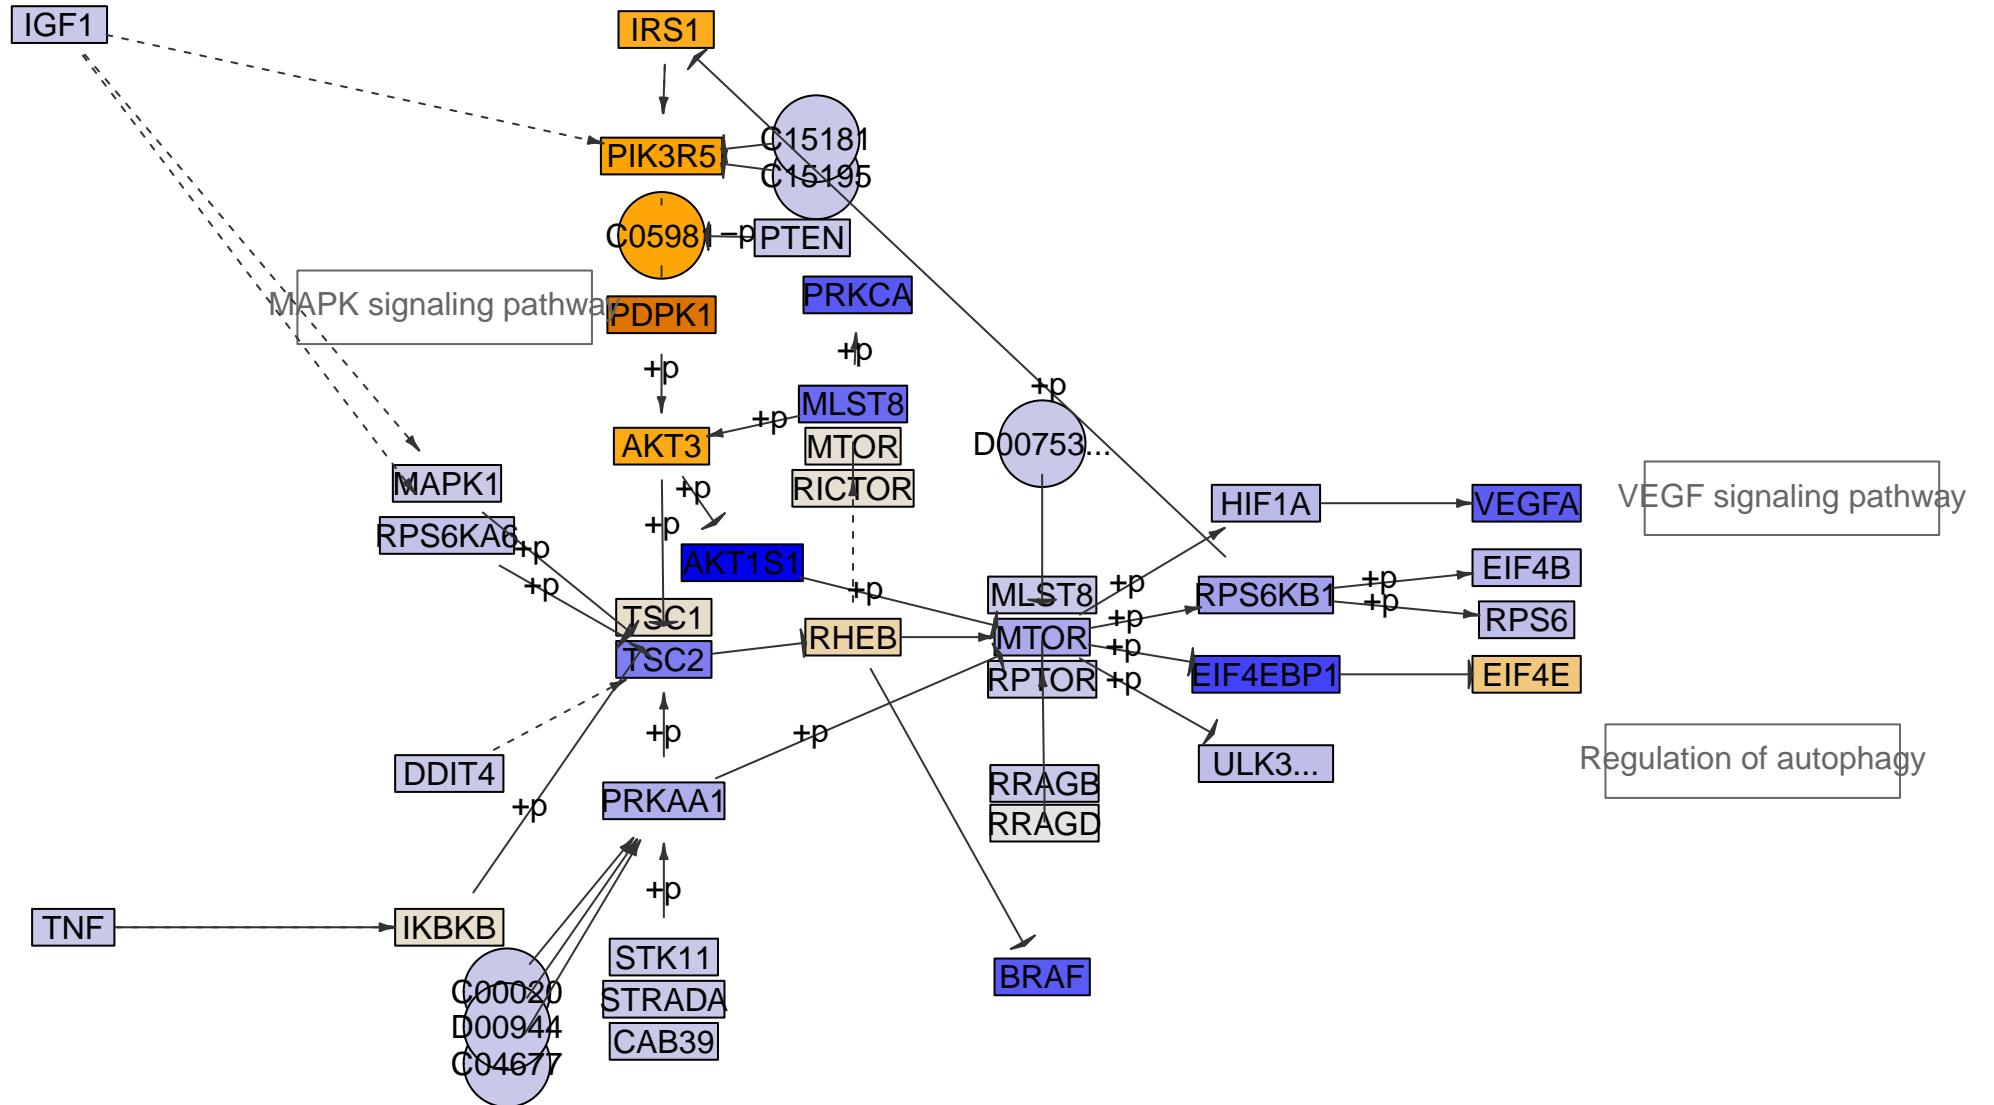 IGF1
IRS1
PIK3R5
C15181
C15195
C05981
−p
PTEN
MAPK signaling pathway
PDPK1
PRKCA
+p
+p
MLST8
+p
+p
AKT3
MTOR
D00753...
MAPK1
RICTOR
+p
HIF1A
VEGFA
VEGF signaling pathway
RPS6KA6
+p
+p
AKT1S1
EIF4B
+p
+p
+p
MLST8
+p
RPS6KB1
+p
+p
TSC1
+p
RPS6
RHEB
MTOR
+p
TSC2
RPTOR
+p
EIF4EBP1
EIF4E
+p
+p
DDIT4
ULK3...
Regulation of autophagy
RRAGB
PRKAA1
+p
RRAGD
+p
TNF
IKBKB
STK11
BRAF
C00020
STRADA
D00944
CAB39
C04677